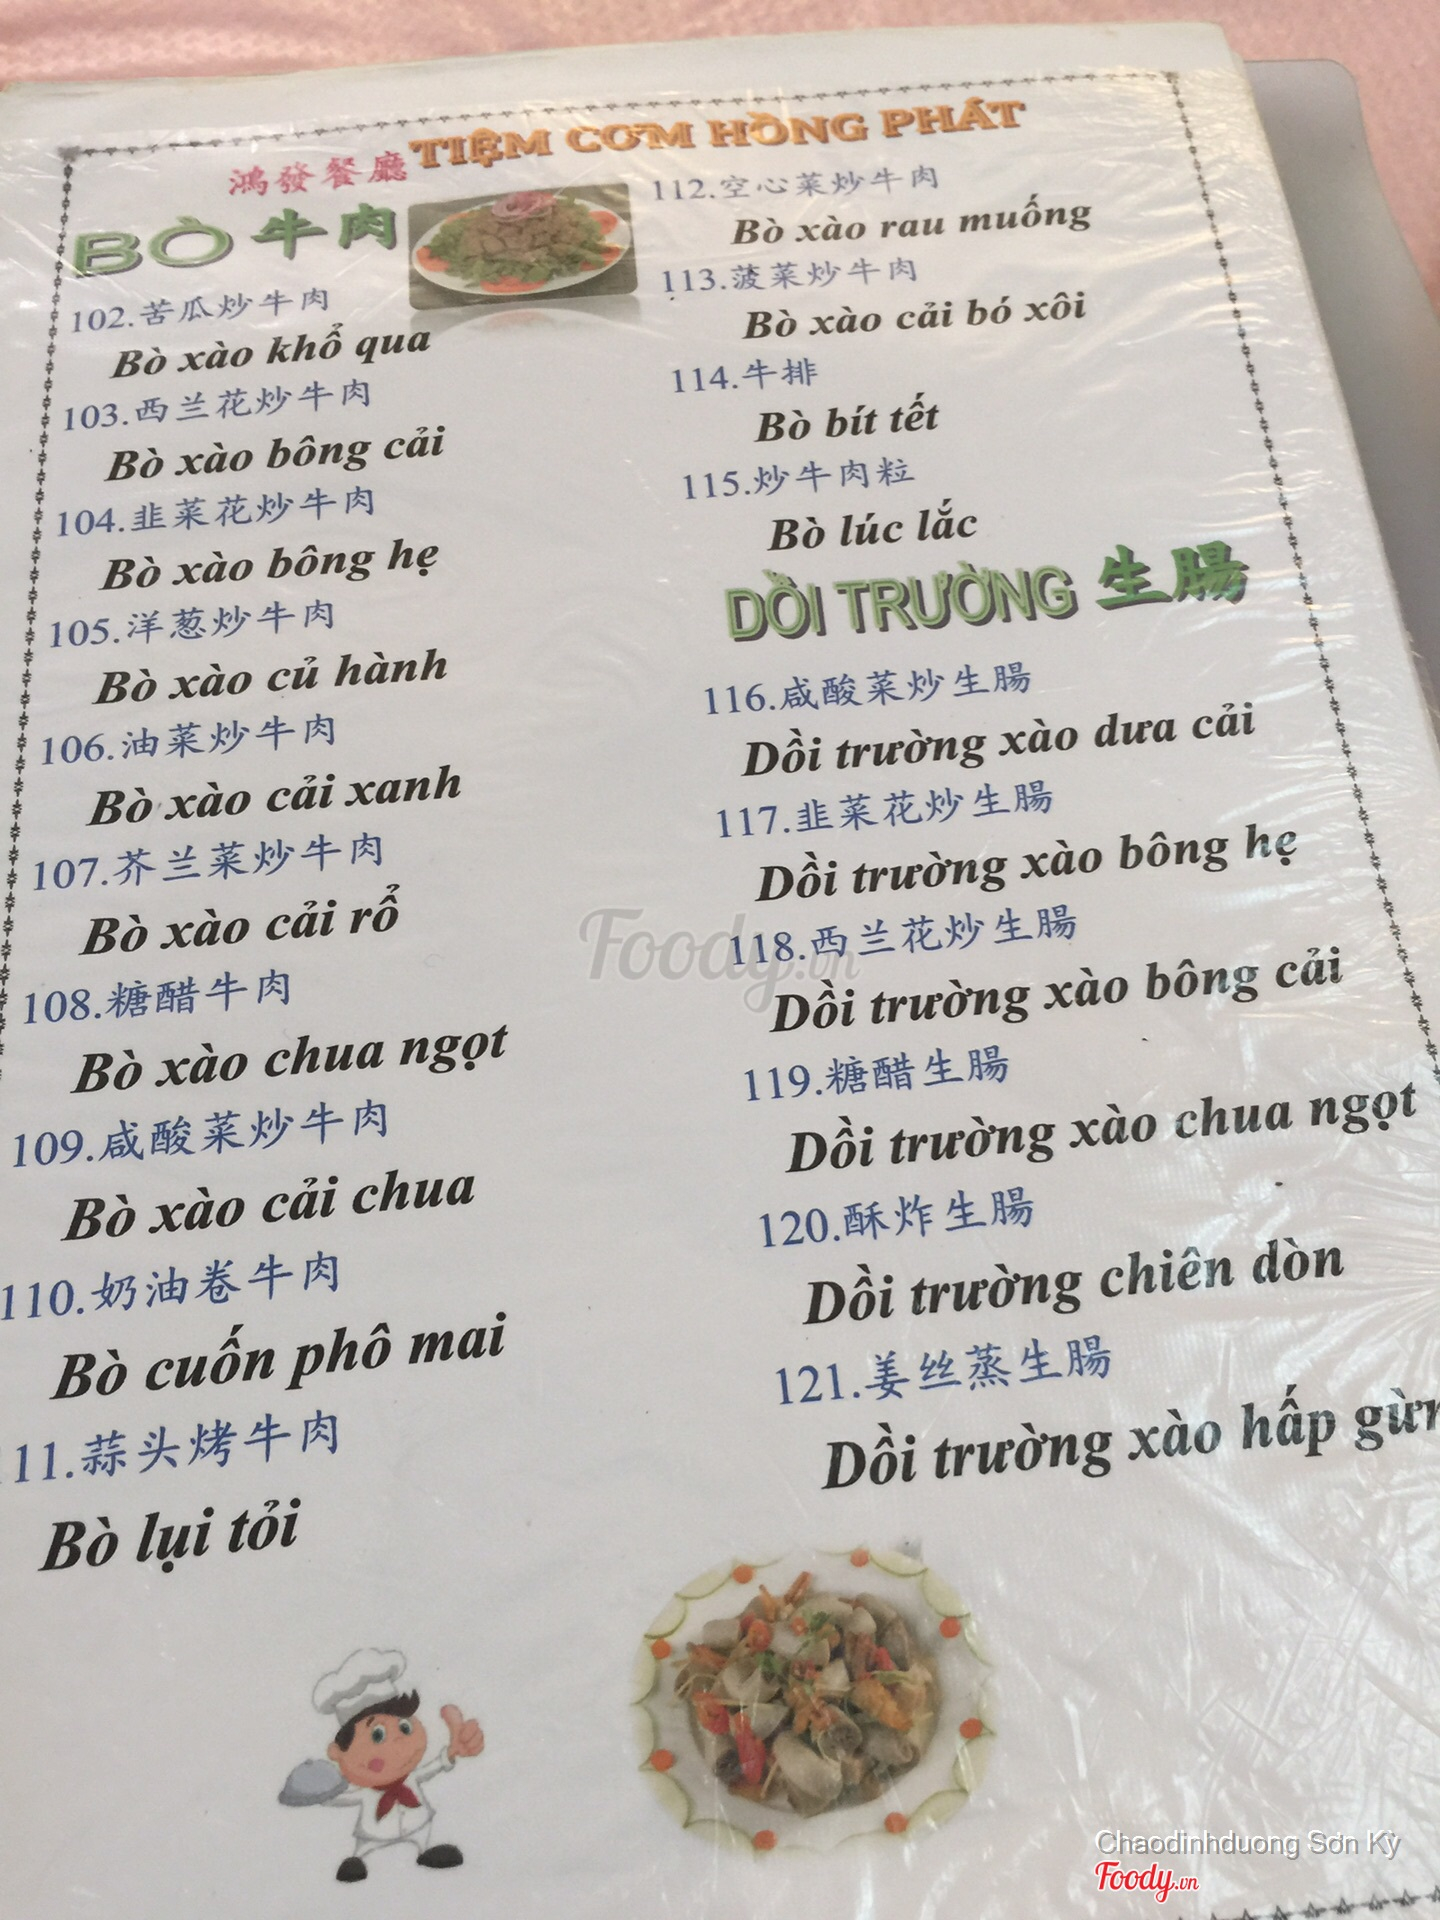 鴻發餐廳 TIỆM CƠM HỒNG PHÁT
BÒ 牛肉
102.苦瓜炒牛肉
Bò xào khổ qua
103.西兰花炒牛肉
Bò xào bông cải
104.韭菜花炒牛肉
Bò xào bông hẹ
105.洋葱炒牛肉
Bò xào củ hành
106.油菜炒牛肉
Bò xào cải xanh
107.芥兰菜炒牛肉
Bò xào cải rổ
108.糖醋牛肉
Bò xào chua ngọt
109.咸酸菜炒牛肉
Bò xào cải chua
110.奶油卷牛肉
Bò cuốn phô mai
111.蒜头烤牛肉
Bò lụi tỏi
112.空心菜炒牛肉
Bò xào rau muống
113.菠菜炒牛肉
Bò xào cải bó xôi
114.牛排
Bò bít tết
115.炒牛肉粒
Bò lúc lắc
DỒI TRƯỜNG 生腸
116.咸酸菜炒生腸
Dồi trường xào dưa cải
117.韭菜花炒生腸
Dồi trường xào bông hẹ
118.西兰花炒生腸
Dồi trường xào bông cải
119.糖醋生腸
Dồi trường xào chua ngọt
120.酥炸生腸
Dồi trường chiên dòn
121.姜丝蒸生腸
Dồi trường xào hấp
Foody.vn
Chaodinhduong Sơn Kỳ
Foody.vn